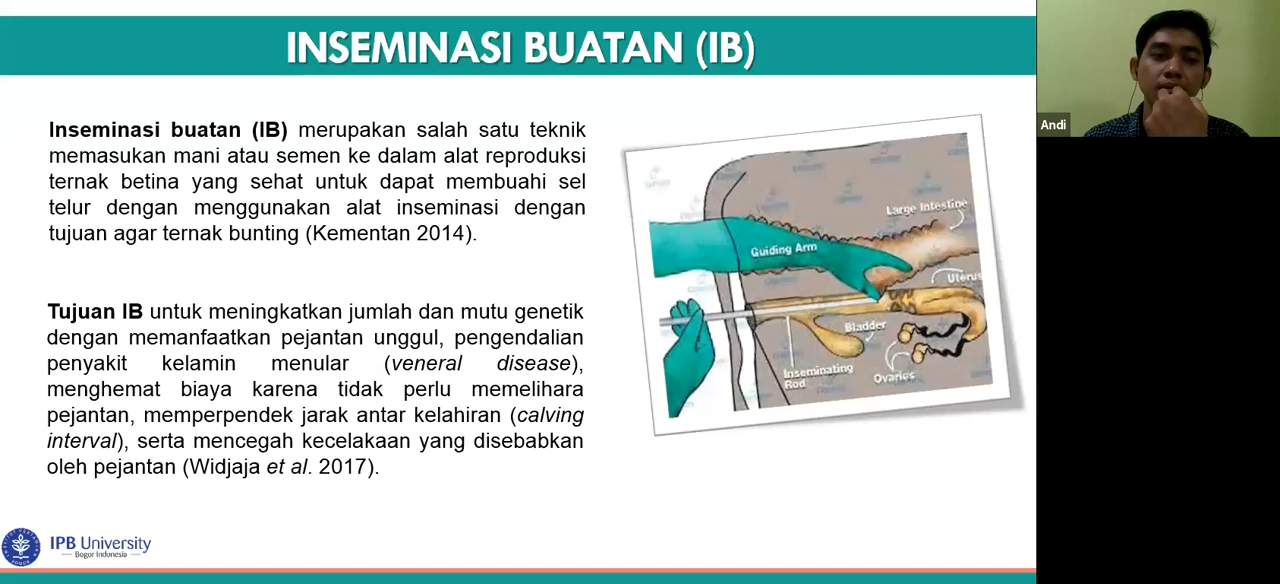 INSEMINASI BUATAN (IB)
Andi
Inseminasi buatan (IB) merupakan salah satu teknik
memasukan mani atau semen ke dalam alat reproduksi
ternak betina yang sehat untuk dapat membuahi sel
telur dengan menggunakan alat inseminasi dengan
tujuan agar ternak bunting (Kementan 2014).
Large Intestine
Guiding Arm
Uterus
Bladder
Inseminating
Rod
Ovaries
Tujuan IB untuk meningkatkan jumlah dan mutu genetik
dengan memanfaatkan pejantan unggul, pengendalian
penyakit kelamin menular (veneral disease),
menghemat biaya karena tidak perlu memelihara
pejantan, memperpendek jarak antar kelahiran (calving
interval), serta mencegah kecelakaan yang disebabkan
oleh pejantan (Widjaja et al. 2017).
IPB University
Bogor Indonesia